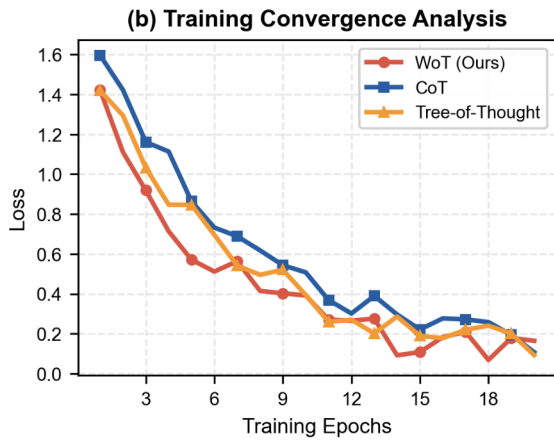 (b) Training Convergence Analysis
1.6
1.4
1.2
1.0
0.8
0.6
0.4
0.2
0.0
Loss
WoT (Ours)
CoT
Tree-of-Thought
3 6 9 12 15 18
Training Epochs